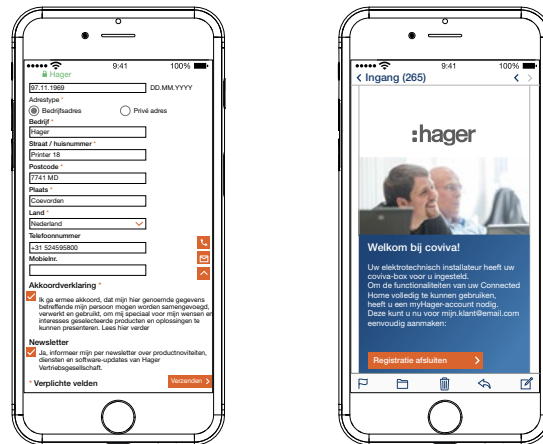 9:41
100%
Hager
97.11.1969
DD.MM.YYYY
Adrestype *
Bedrijfsadres
Privé adres
Bedrijf *
Hager
Straat / huisnummer *
Printer 18
Postcode *
7741 MD
Plaats *
Coevorden
Land *
Nederland
Telefoonnummer
+31 524595800
Mobielnr.
Akkoordverklaring *
Ik ga ermee akkoord, dat mijn hier genoemde gegevens
betreffende mijn persoon mogen worden samengevoegd,
verwerkt en gebruikt, om mij speciaal voor mijn wensen en
interesses geselecteerde producten en oplossingen te
kunnen presenteren. Lees hier verder
Newsletter
Ja, informeer mijn per newsletter over productnoviteiten,
diensten en software-updates van Hager
Vertriebsgesellschaft.
* Verplichte velden
Verzenden
9:41
100%
Ingang (265)
:hager
Welkom bij coviva!
Uw elektrotechnisch installateur heeft uw
coviva-box voor u ingesteld.
Om de functionaliteiten van uw Connected
Home volledig te kunnen gebruiken,
heeft u een myHager-account nodig.
Deze kunt u nu voor mijn.klant@email.com
eenvoudig aanmaken:
Registratie afsluiten